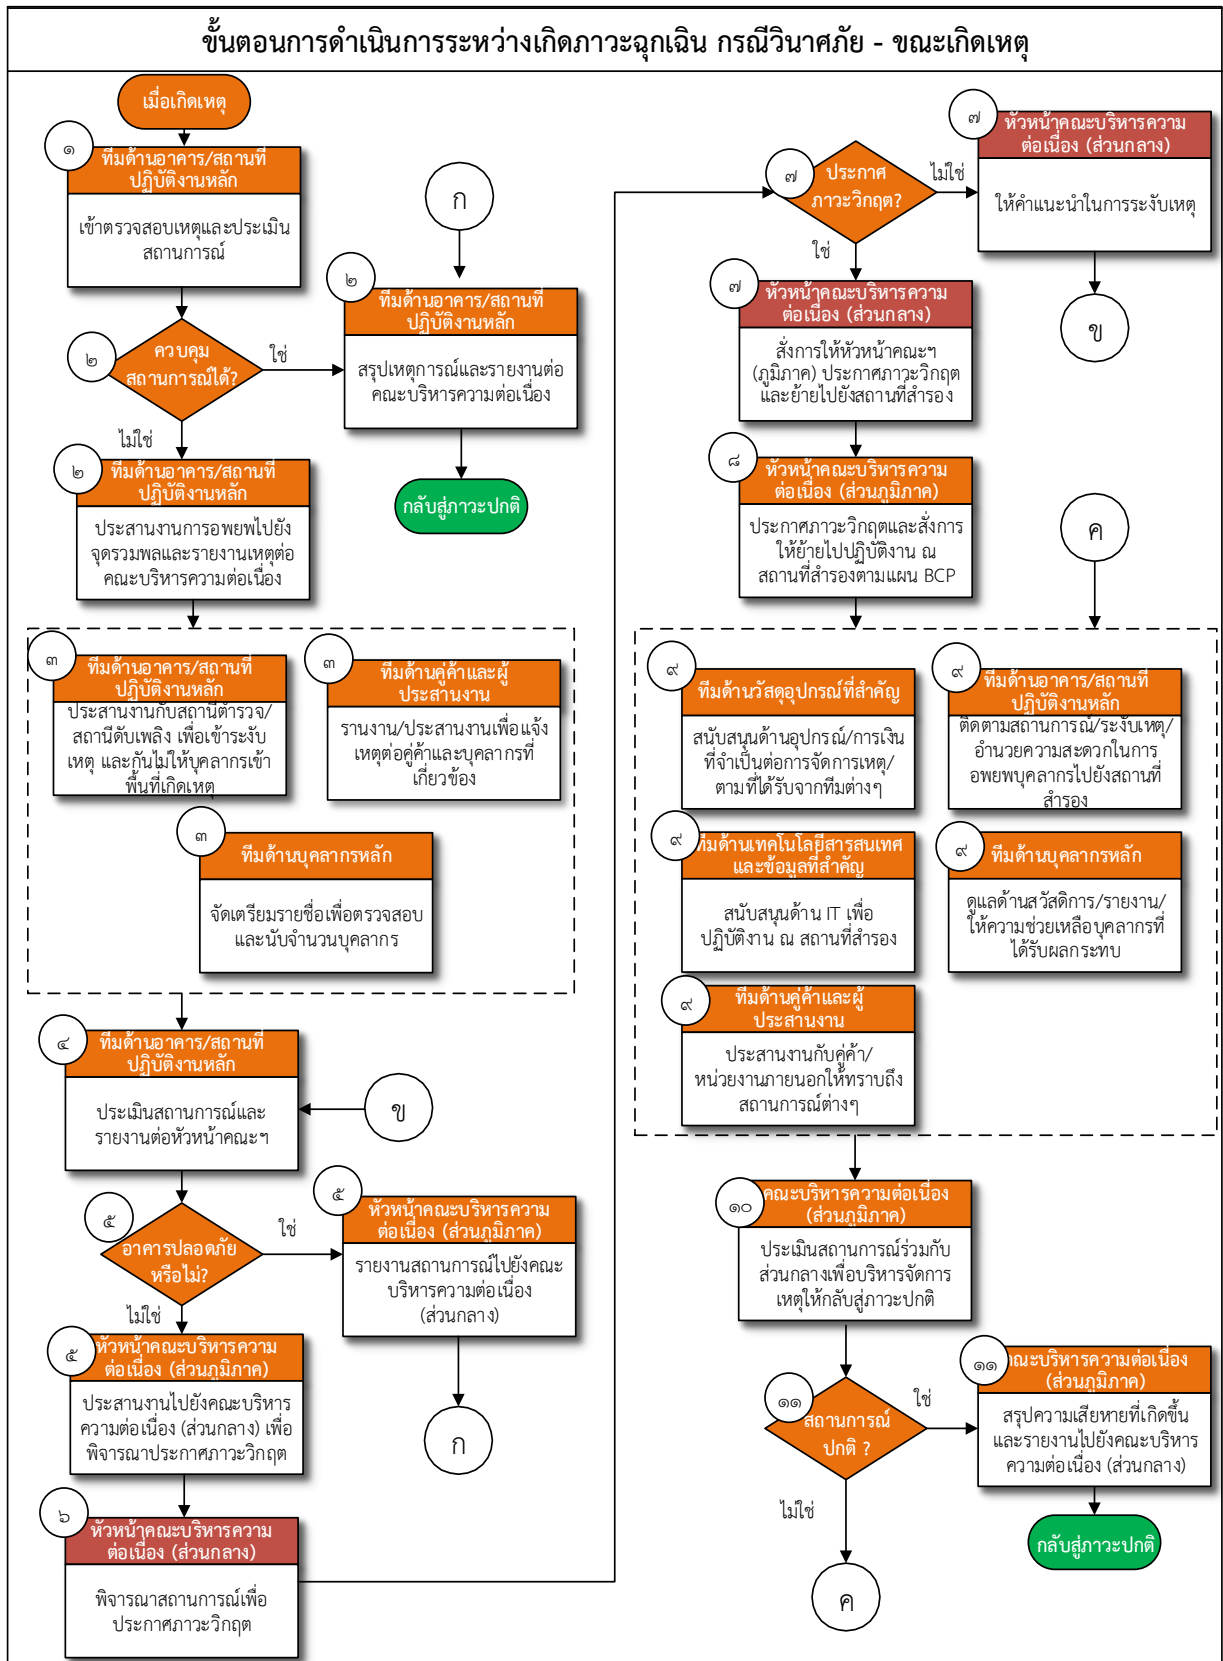 ขั้นตอนการดำเนินการระหว่างเกิดภาวะฉุกเฉิน กรณีวินาศภัย - ขณะเกิดเหตุ
เมื่อเกิดเหตุ
๑
ทีมด้านอาคาร/สถานที่
ปฏิบัติงานหลัก
เข้าตรวจสอบเหตุและประเมิน
สถานการณ์
๒
ควบคุม
สถานการณ์ได้?
ใช่
ไม่ใช่
ก
๒
ทีมด้านอาคาร/สถานที่
ปฏิบัติงานหลัก
สรุปเหตุการณ์และรายงานต่อ
คณะบริหารความต่อเนื่อง
กลับสู่ภาวะปกติ
๒
ทีมด้านอาคาร/สถานที่
ปฏิบัติงานหลัก
ประสานงานการอพยพไปยัง
จุดรวมพลและรายงานเหตุต่อ
คณะบริหารความต่อเนื่อง
๓
ทีมด้านอาคาร/สถานที่
ปฏิบัติงานหลัก
ประสานงานกับสถานีตำรวจ/
สถานีดับเพลิง เพื่อเข้าระงับ
เหตุ และกันไม่ให้บุคลากรเข้า
พื้นที่เกิดเหตุ
๓
ทีมด้านคู่ค้าและผู้
ประสานงาน
รานงาน/ประสานงานเพื่อแจ้ง
เหตุต่อคู่ค้าและบุคลากรที่
เกี่ยวข้อง
๓
ทีมด้านบุคลากรหลัก
จัดเตรียมรายชื่อเพื่อตรวจสอบ
และนับจำนวนบุคลากร
๔
ทีมด้านอาคาร/สถานที่
ปฏิบัติงานหลัก
ประเมินสถานการณ์และ
รายงานต่อหัวหน้าคณะฯ
ข
๕
อาคารปลอดภัย
หรือไม่?
ใช่
ไม่ใช่
๕
หัวหน้าคณะบริหารความ
ต่อเนื่อง (ส่วนภูมิภาค)
รายงานสถานการณ์ไปยังคณะ
บริหารความต่อเนื่อง
(ส่วนกลาง)
ก
๕
หัวหน้าคณะบริหารความ
ต่อเนื่อง (ส่วนภูมิภาค)
ประสานงานไปยังคณะบริหาร
ความต่อเนื่อง (ส่วนกลาง) เพื่อ
พิจารณาประกาศภาวะวิกฤต
๖
หัวหน้าคณะบริหารความ
ต่อเนื่อง (ส่วนกลาง)
พิจารณาสถานการณ์เพื่อ
ประกาศภาวะวิกฤต
๗
ประกาศ
ภาวะวิกฤต?
ไม่ใช่
ใช่
๗
หัวหน้าคณะบริหารความ
ต่อเนื่อง (ส่วนกลาง)
ให้คำแนะนำในการระงับเหตุ
ข
๗
หัวหน้าคณะบริหารความ
ต่อเนื่อง (ส่วนกลาง)
สั่งการให้หัวหน้าคณะฯ
(ภูมิภาค) ประกาศภาวะวิกฤต
และย้ายไปยังสถานที่สำรอง
๘
หัวหน้าคณะบริหารความ
ต่อเนื่อง (ส่วนภูมิภาค)
ประกาศภาวะวิกฤตและสั่งการ
ให้ย้ายไปปฏิบัติงาน ณ
สถานที่สำรองตามแผน BCP
ค
๙
ทีมด้านวัสดุอุปกรณ์ที่สำคัญ
สนับสนุนด้านอุปกรณ์/การเงิน
ที่จำเป็นต่อการจัดการเหตุ/
ตามที่ได้รับจากทีมต่างๆ
๙
ทีมด้านอาคาร/สถานที่
ปฏิบัติงานหลัก
ติดตามสถานการณ์/ระงับเหตุ/
อำนวยความสะดวกในการ
อพยพบุคลากรไปยังสถานที่
สำรอง
๙
ทีมด้านเทคโนโลยีสารสนเทศ
และข้อมูลที่สำคัญ
สนับสนุนด้าน IT เพื่อ
ปฏิบัติงาน ณ สถานที่สำรอง
๙
ทีมด้านบุคลากรหลัก
ดูแลด้านสวัสดิการ/รายงาน/
ให้ความช่วยเหลือบุคลากรที่
ได้รับผลกระทบ
๙
ทีมด้านคู่ค้าและผู้
ประสานงาน
ประสานงานกับคู่ค้า/
หน่วยงานภายนอกให้ทราบถึง
สถานการณ์ต่างๆ
๑๐
คณะบริหารความต่อเนื่อง
(ส่วนภูมิภาค)
ประเมินสถานการณ์ร่วมกับ
ส่วนกลางเพื่อบริหารจัดการ
เหตุให้กลับสู่ภาวะปกติ
๑๑
สถานการณ์
ปกติ ?
ใช่
ไม่ใช่
๑๑
คณะบริหารความต่อเนื่อง
(ส่วนภูมิภาค)
สรุปความเสียหายที่เกิดขึ้น
และรายงานไปยังคณะบริหาร
ความต่อเนื่อง (ส่วนกลาง)
กลับสู่ภาวะปกติ
ค